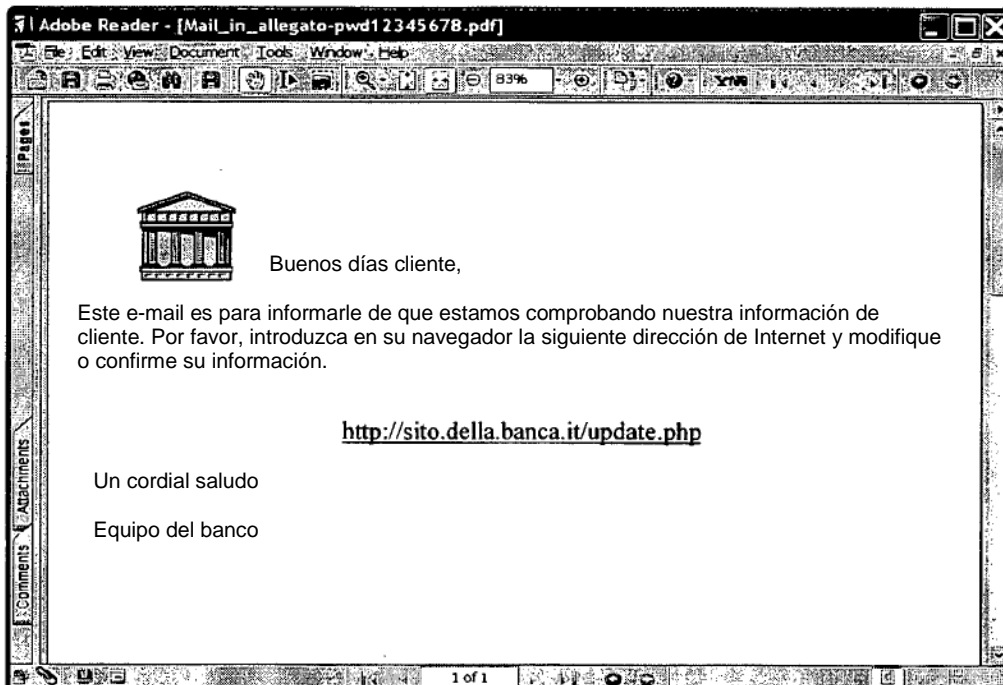 Adobe Reader - [Mail_in_allegato-pwd12345678.pdf]
File Edit View Document Tools Window Help
83%
Pages
Buenos días cliente,
Este e-mail es para informarle de que estamos comprobando nuestra información de
cliente. Por favor, introduzca en su navegador la siguiente dirección de Internet y modifique
o confirme su información.
http://sito.della.banca.it/update.php
Un cordial saludo
Equipo del banco
Attachments
Comments
1 of 1